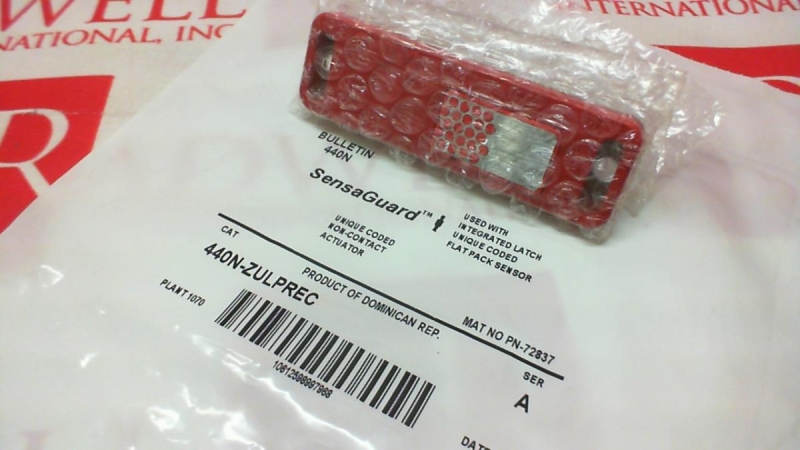 WELL
INTERNATIONAL, INC
INTERNATIONAL.
R
BULLETIN
440N
SensaGuard™
UNIQUE CODED
NON-CONTACT
ACTUATOR
USED WITH
INTEGRATED LATCH
UNIQUE CODED
FLAT PACK SENSOR
CAT
440N-ZULPREC
PRODUCT OF DOMINICAN REP.
MAT NO PN-72837
PLANT 1070
SER
A